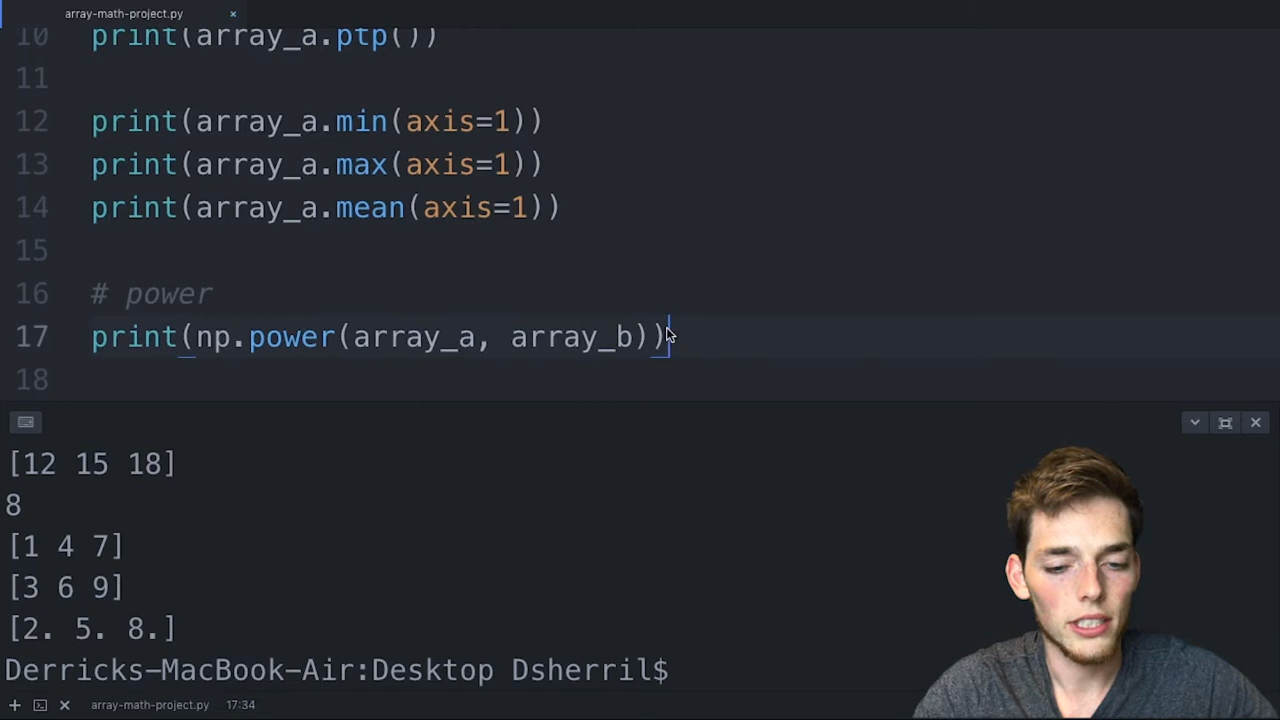 array-math-project.py ×
10 print(array_a.ptp())
11
12 print(array_a.min(axis=1))
13 print(array_a.max(axis=1))
14 print(array_a.mean(axis=1))
15
16 # power
17 print(np.power(array_a, array_b))
18
[12 15 18]
8
[1 4 7]
[3 6 9]
[2. 5. 8.]
Derricks-MacBook-Air:Desktop Dsherril$
array-math-project.py 17:34